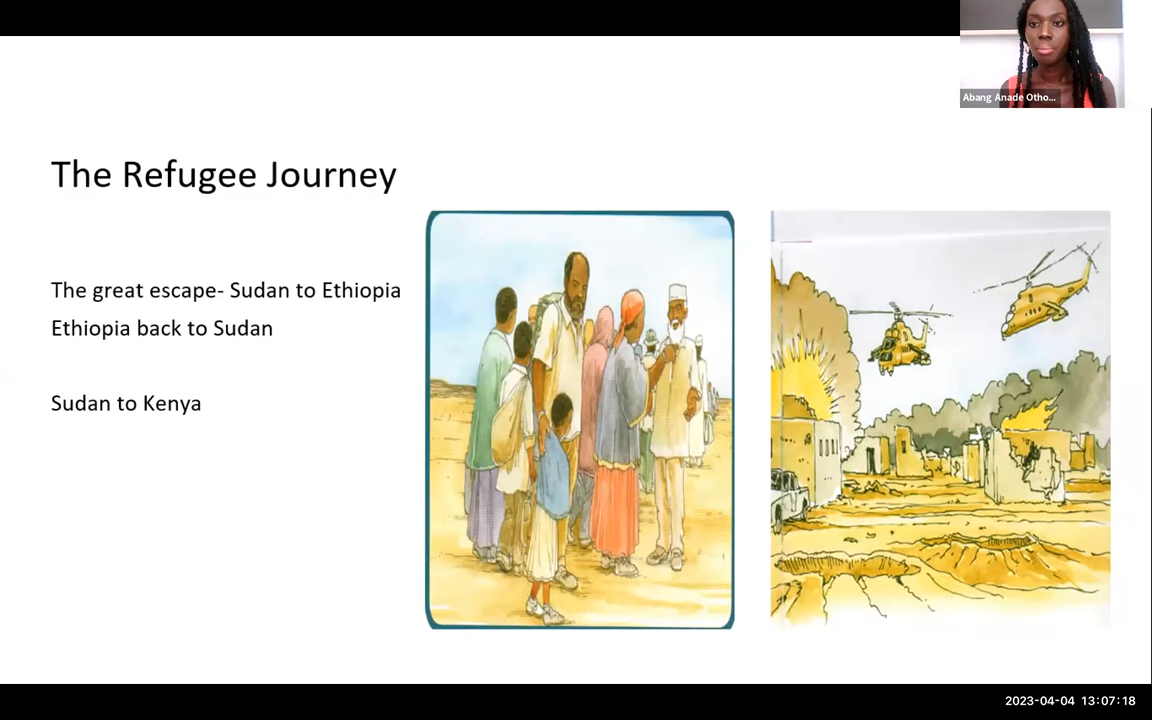 Abang Anade Otho...
The Refugee Journey
The great escape- Sudan to Ethiopia
Ethiopia back to Sudan
Sudan to Kenya
2023-04-04 13:07:18